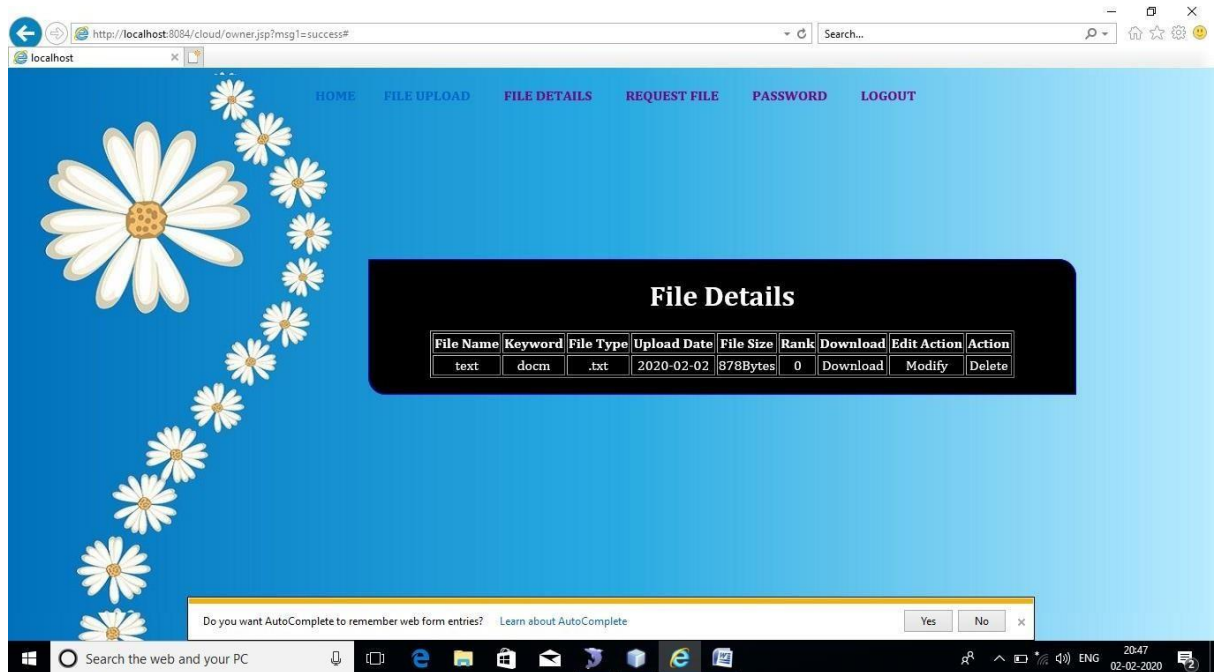 http://localhost:8084/cloud/owner.jsp?msg1=success#
Search...
localhost
HOME FILE UPLOAD FILE DETAILS REQUEST FILE PASSWORD LOGOUT
File Details
File Name Keyword File Type Upload Date File Size Rank Download Edit Action Action
text docm .txt 2020-02-02 878Bytes 0 Download Modify Delete
Do you want AutoComplete to remember web form entries? Learn about AutoComplete Yes No
Search the web and your PC
ENG
20:47
02-02-2020
2